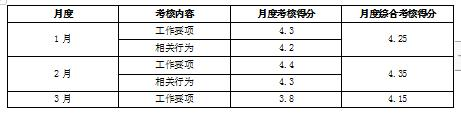 月度 考核内容 月度考核得分 月度综合考核得分
1 月 工作要项 4.3 4.25
相关行为 4.2
2 月 工作要项 4.4 4.35
相关行为 4.3
3 月 工作要项 3.8 4.15